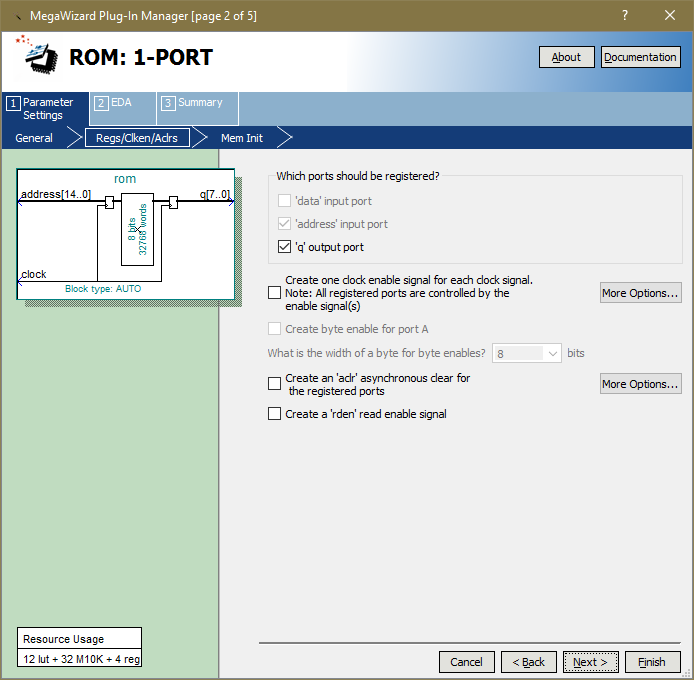 MegaWizard Plug-In Manager [page 2 of 5]
?
ROM: 1-PORT
About
Documentation
1 Parameter Settings
2 EDA
3 Summary
General
Regs/Clken/Aclrs
Mem Init
rom
address[14..0]
q[7..0]
8 bits
32768 words
clock
Block type: AUTO
Which ports should be registered?
'data' input port
'address' input port
'q' output port
Create one clock enable signal for each clock signal.
Note: All registered ports are controlled by the
enable signal(s)
More Options...
Create byte enable for port A
What is the width of a byte for byte enables?
8
bits
Create an 'aclr' asynchronous clear for
the registered ports
More Options...
Create a 'rden' read enable signal
Resource Usage
12 lut + 32 M10K + 4 reg
Cancel
< Back
Next >
Finish